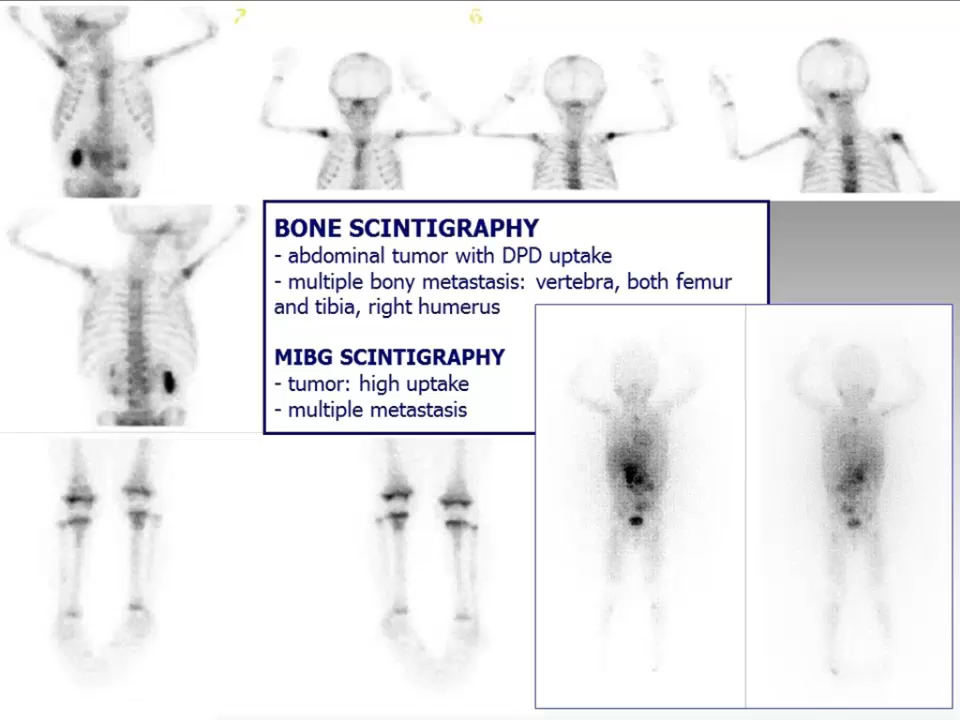 7 6
BONE SCINTIGRAPHY
- abdominal tumor with DPD uptake
- multiple bony metastasis: vertebra, both femur
and tibia, right humerus
MIBG SCINTIGRAPHY
- tumor: high uptake
- multiple metastasis